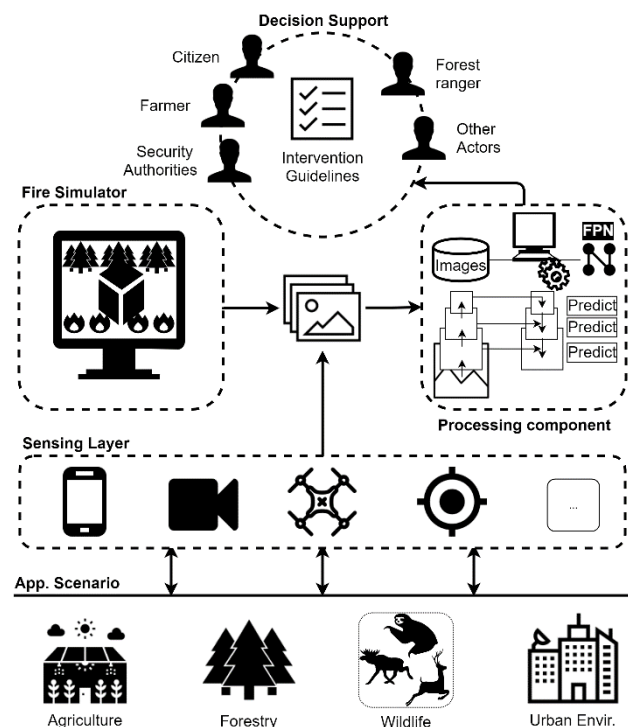 Decision Support
Citizen
Forest
ranger
Farmer
Other
Actors
Security
Authorities
Intervention
Guidelines
Fire Simulator
FPN
Images
Predict
Predict
Predict
Processing component
Sensing Layer
...
App. Scenario
Agriculture
Forestry
Wildlife
Urban Envir.